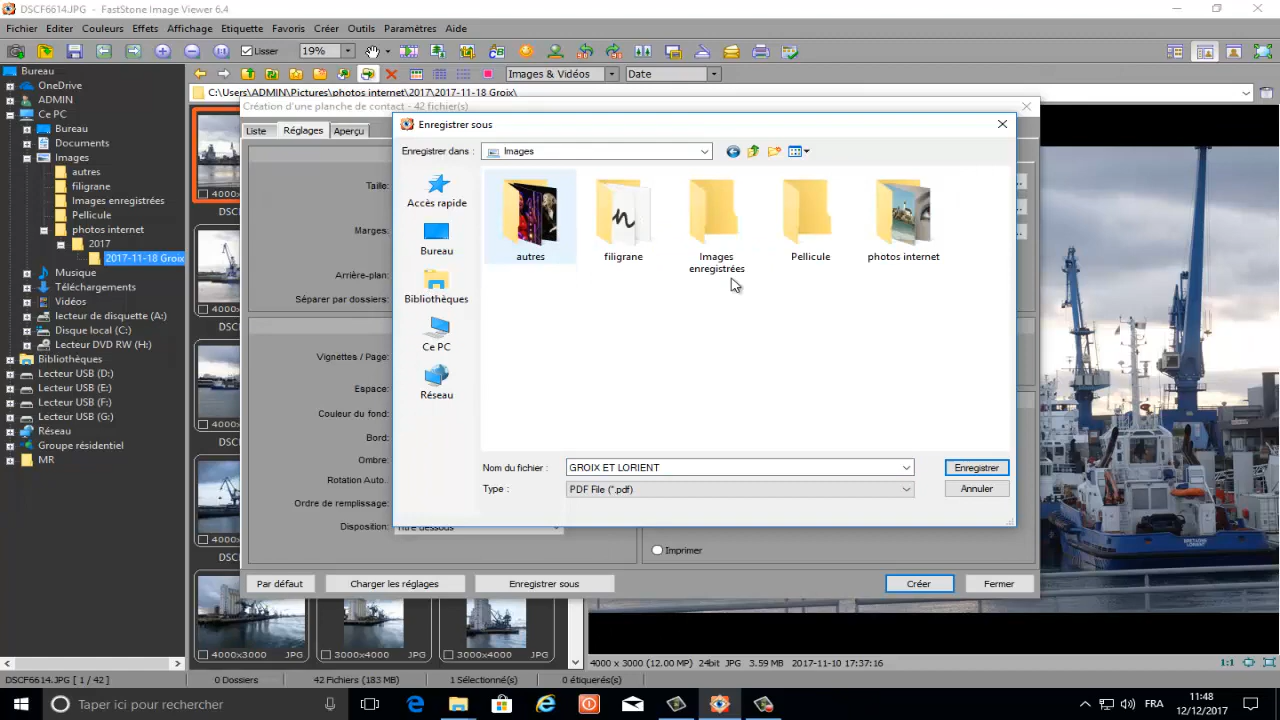 DSCF6614.JPG - FastStone Image Viewer 6.4
Fichier Editer Couleurs Effets Affichage Etiquette Favoris Créer Outils Paramètres Aide
Lisser 19%
Bureau
OneDrive
ADMIN
Ce PC
Bureau
Documents
Images
autres
filigrane
Images enregistrées
Pellicule
photos internet
2017
2017-11-18 Groix
Musique
Téléchargements
Vidéos
lecteur de disquette (A:)
Disque local (C:)
Lecteur DVD RW (H:)
Bibliothèques
Lecteur USB (D:)
Lecteur USB (E:)
Lecteur USB (F:)
Lecteur USB (G:)
Réseau
Groupe résidentiel
MR
Images & Vidéos Date
C:\Users\ADMIN\Pictures\photos internet\2017\2017-11-18 Groix\
Création d'une planche de contact - 42 fichier(s)
Liste Réglages Aperçu
Taille:
Marges:
Arrière-plan:
Séparer par dossiers:
Vignettes / Page:
Espace:
Couleur du fond:
Bord:
Ombre:
Rotation Auto.
Ordre de remplissage:
Disposition: Titre dessous
Imprimer
Par défaut Charger les réglages Enregistrer sous Créer Fermer
Enregistrer sous
Enregistrer dans : Images
Accès rapide
Bureau
Bibliothèques
Ce PC
Réseau
autres
filigrane
Images enregistrées
Pellicule
photos internet
Nom du fichier : GROIX ET LORIENT Enregistrer
Type : PDF File (*.pdf) Annuler
4000x3000 JPG 3000x4000 JPG 3000x4000 JPG
4000 x 3000 (12.00 MP) 24bit JPG 3.59 MB 2017-11-10 17:37:16 1:1
DSCF6614.JPG [ 1 / 42 ] 0 Dossiers 42 Fichiers (183 MB) 1 Sélectionné(s) 0 étiqueté(s)
Taper ici pour rechercher
FRA
11:48
12/12/2017